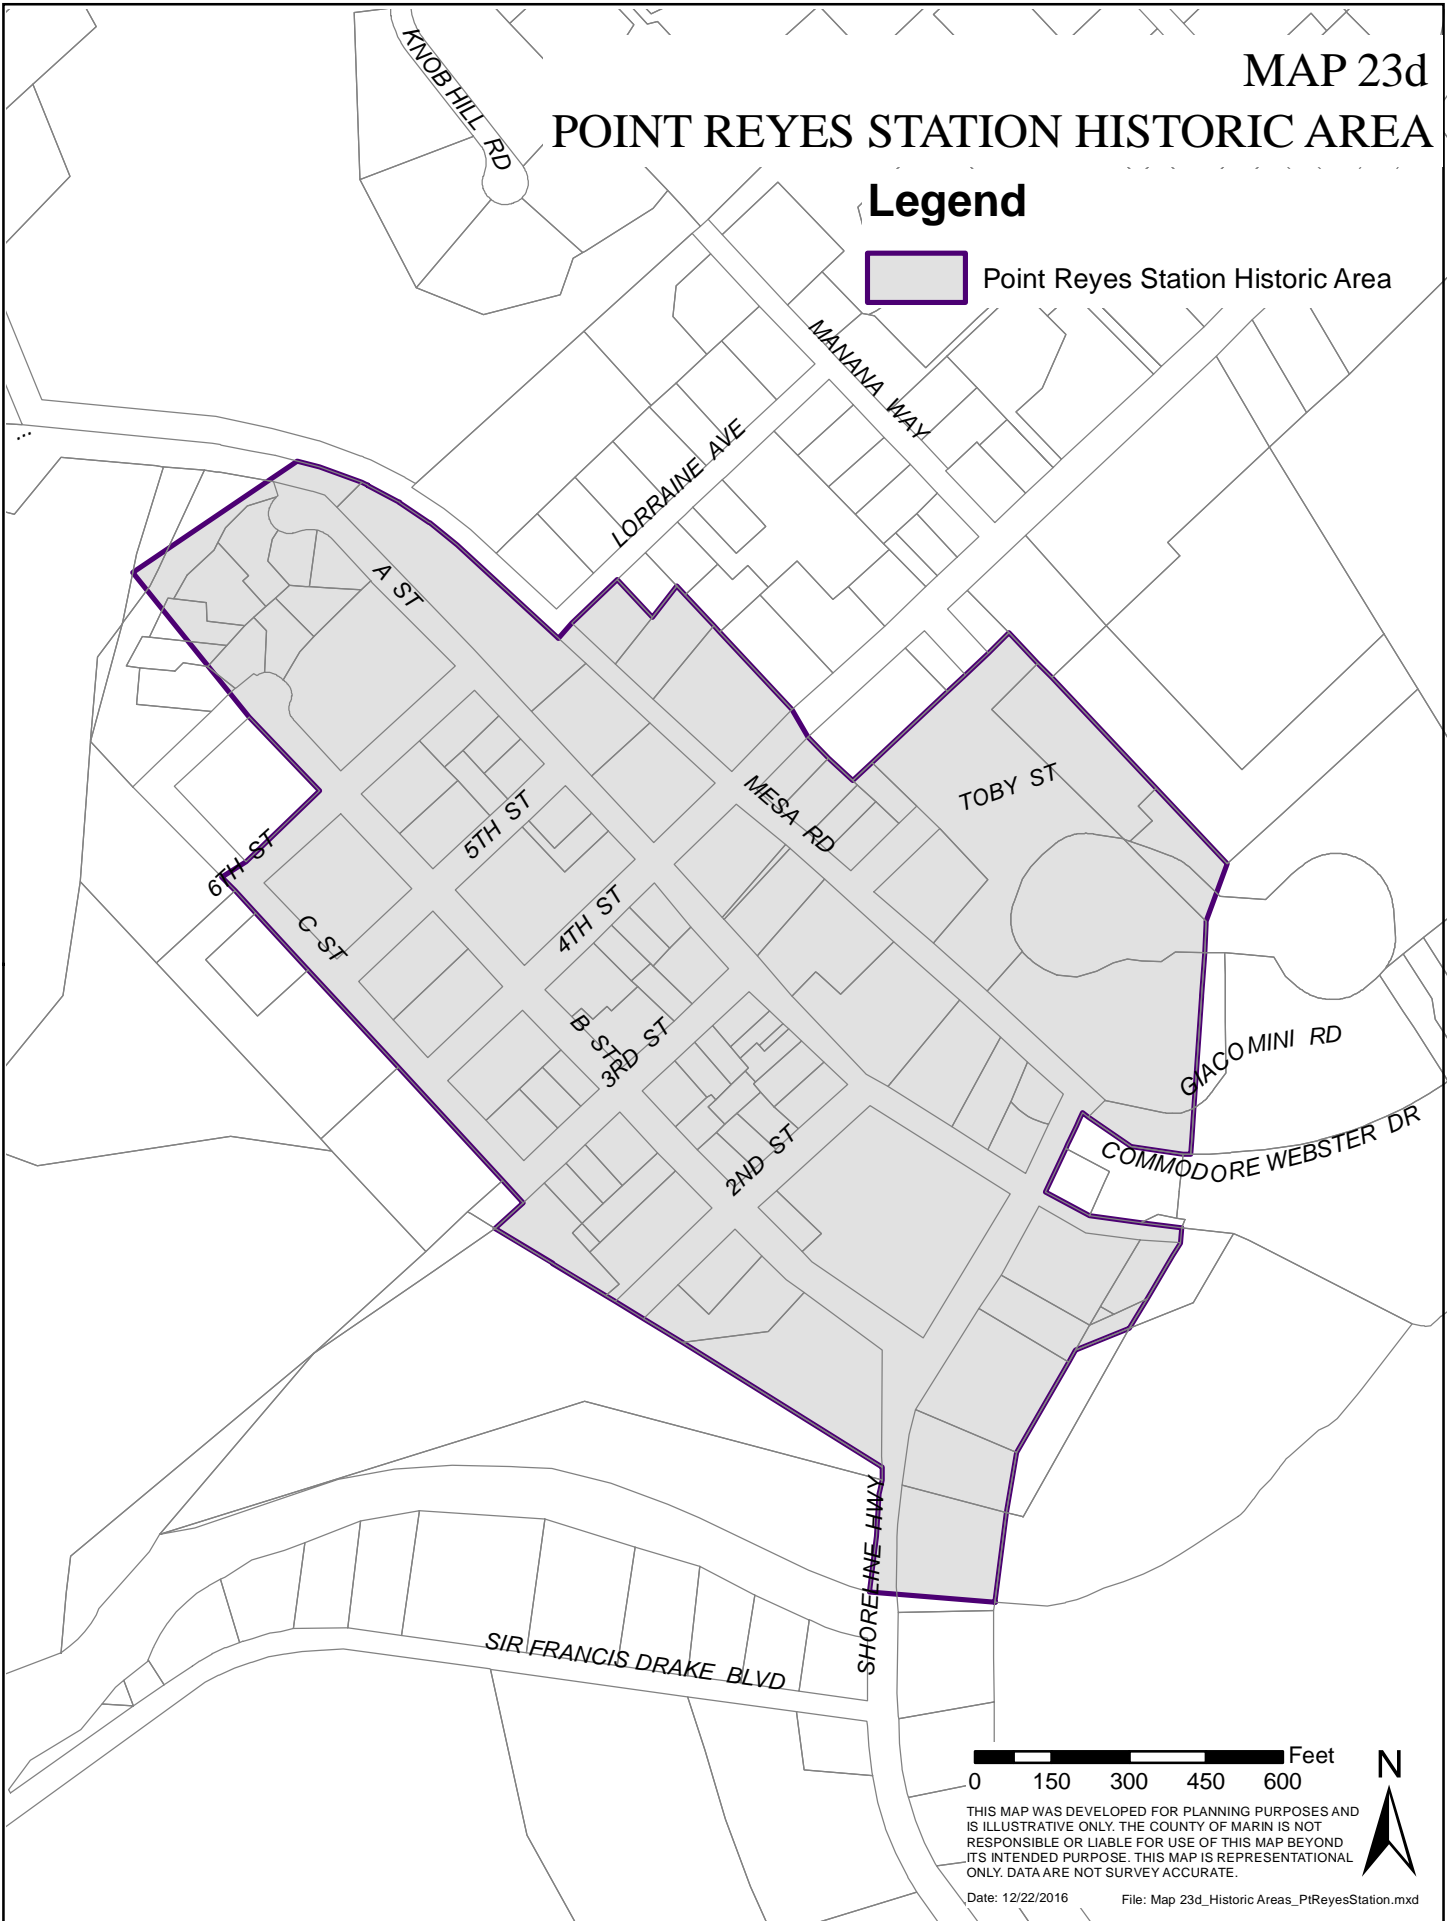 MAP 23d
POINT REYES STATION HISTORIC AREA
Legend
Point Reyes Station Historic Area
KNOB HILL RD
MANANA WAY
LORRAINE AVE
...
A ST
MESA RD
TOBY ST
5TH ST
6TH ST
4TH ST
C ST
B ST
3RD ST
GIACOMINI RD
COMMODORE WEBSTER DR
2ND ST
SHORELINE HWY
SIR FRANCIS DRAKE BLVD
Feet
0 150 300 450 600
N
THIS MAP WAS DEVELOPED FOR PLANNING PURPOSES AND
IS ILLUSTRATIVE ONLY. THE COUNTY OF MARIN IS NOT
RESPONSIBLE OR LIABLE FOR USE OF THIS MAP BEYOND
ITS INTENDED PURPOSE. THIS MAP IS REPRESENTATIONAL
ONLY. DATA ARE NOT SURVEY ACCURATE.
Date: 12/22/2016 File: Map 23d_Historic Areas_PtReyesStation.mxd